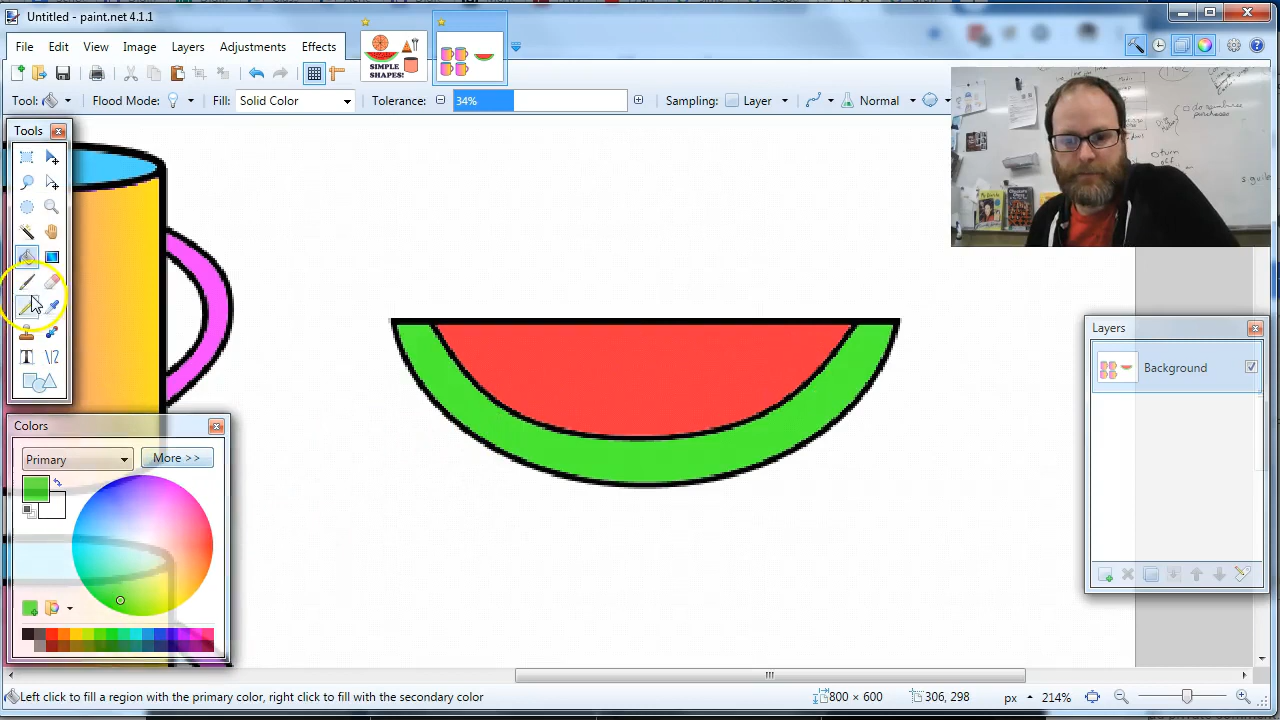 Untitled - paint.net 4.1.1
File Edit View Image Layers Adjustments Effects
SIMPLE
SHAPES!
Tool: Flood Mode: Fill: Solid Color Tolerance: 34% Sampling: Layer Normal
Tools
T
Colors
Primary More >>
Layers
Background
Left click to fill a region with the primary color, right click to fill with the secondary color
800 × 600 306, 298 px 214%